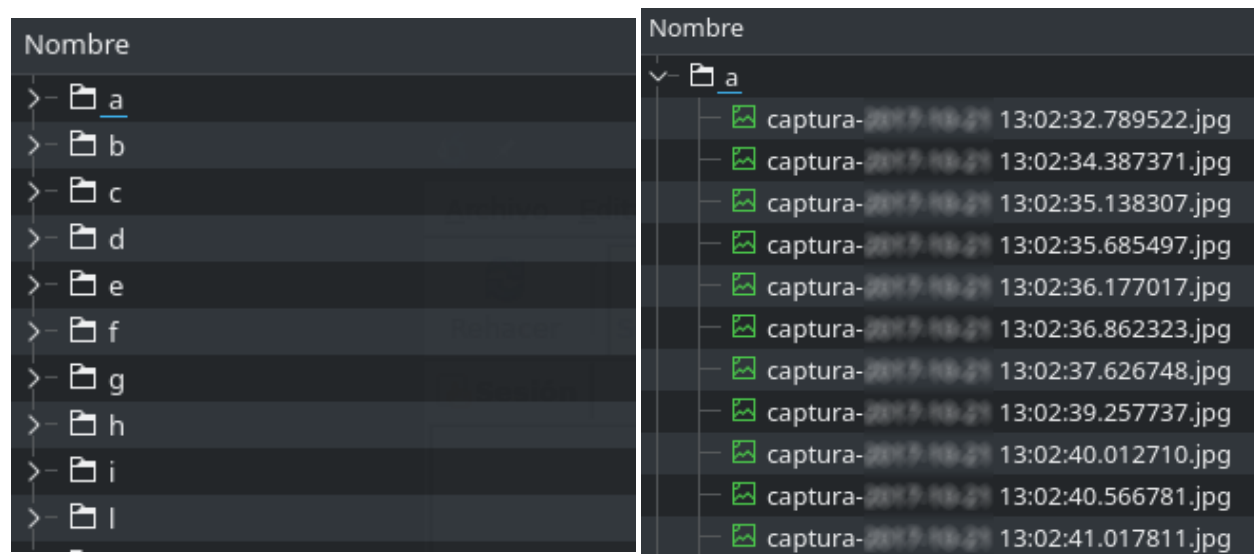 Nombre
a
b
c
d
e
f
g
h
i
l
Nombre
a
captura- 13:02:32.789522.jpg
captura- 13:02:34.387371.jpg
captura- 13:02:35.138307.jpg
captura- 13:02:35.685497.jpg
captura- 13:02:36.177017.jpg
captura- 13:02:36.862323.jpg
captura- 13:02:37.626748.jpg
captura- 13:02:39.257737.jpg
captura- 13:02:40.012710.jpg
captura- 13:02:40.566781.jpg
captura- 13:02:41.017811.jpg